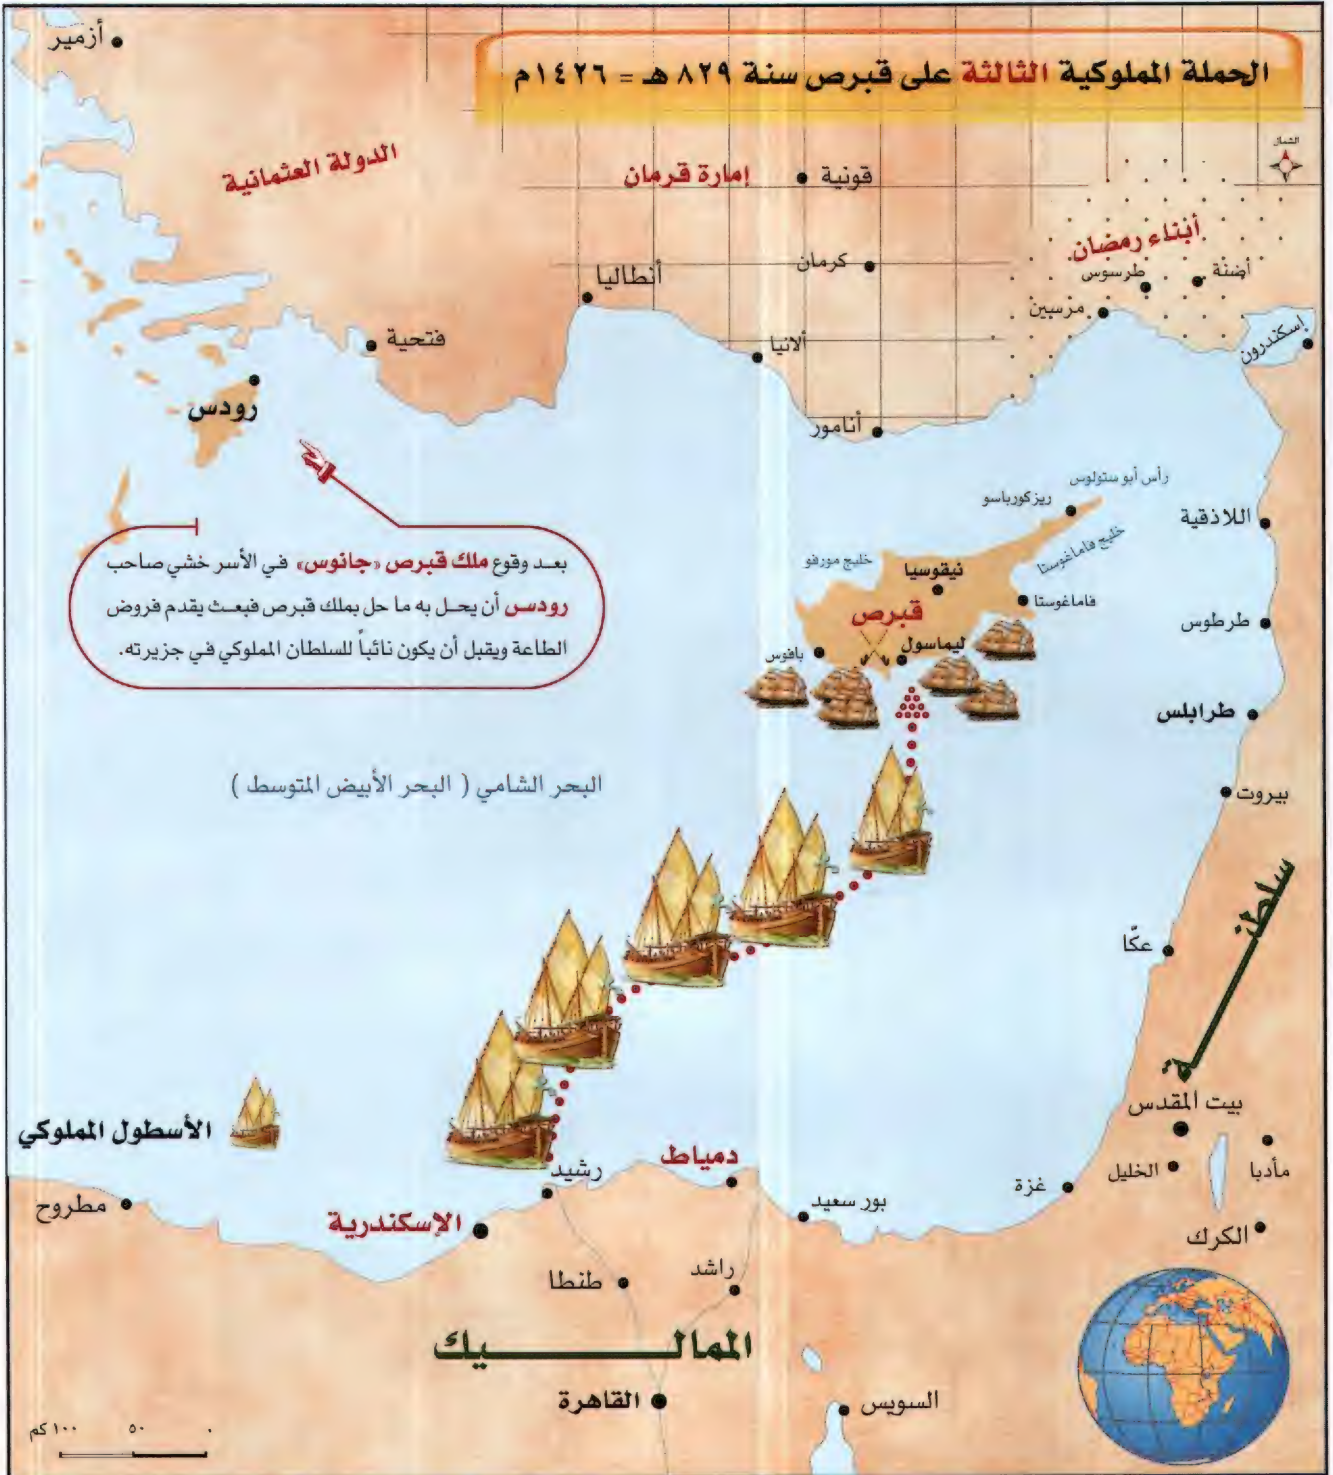 الحملة المملوكية الثالثة على قبرص سنة ٨٢٩ هـ = ١٤٢٦م
الشمال
أزمير
الدولة العثمانية
إمارة قرمان
قونية
أبناء رمضان
كرمان
طرسوس
أضنة
أنطاليا
مرسين
إسكندرون
فتحية
ألانيا
رودس
أنامور
رأس أبو ستولوس
ريزكورباسو
اللاذقية
خليج فاماغوستا
خليج مورفو
نيقوسيا
فاماغوستا
قبرص
طرطوس
ليماسول
بافوس
بعد وقوع ملك قبرص «جانوس» في الأسر خشي صاحب
رودس أن يحل به ما حل بملك قبرص فبعث يقدم فروض
الطاعة ويقبل أن يكون نائباً للسلطان المملوكي في جزيرته.
طرابلس
البحر الشامي ( البحر الأبيض المتوسط )
بيروت
سلطنة
عكّا
بيت المقدس
الأسطول المملوكي
دمياط
رشيد
الخليل
مأدبا
غزة
مطروح
بور سعيد
الإسكندرية
الكرك
راشد
طنطا
المماليك
القاهرة
السويس
٠ ٥٠ ١٠٠ كم